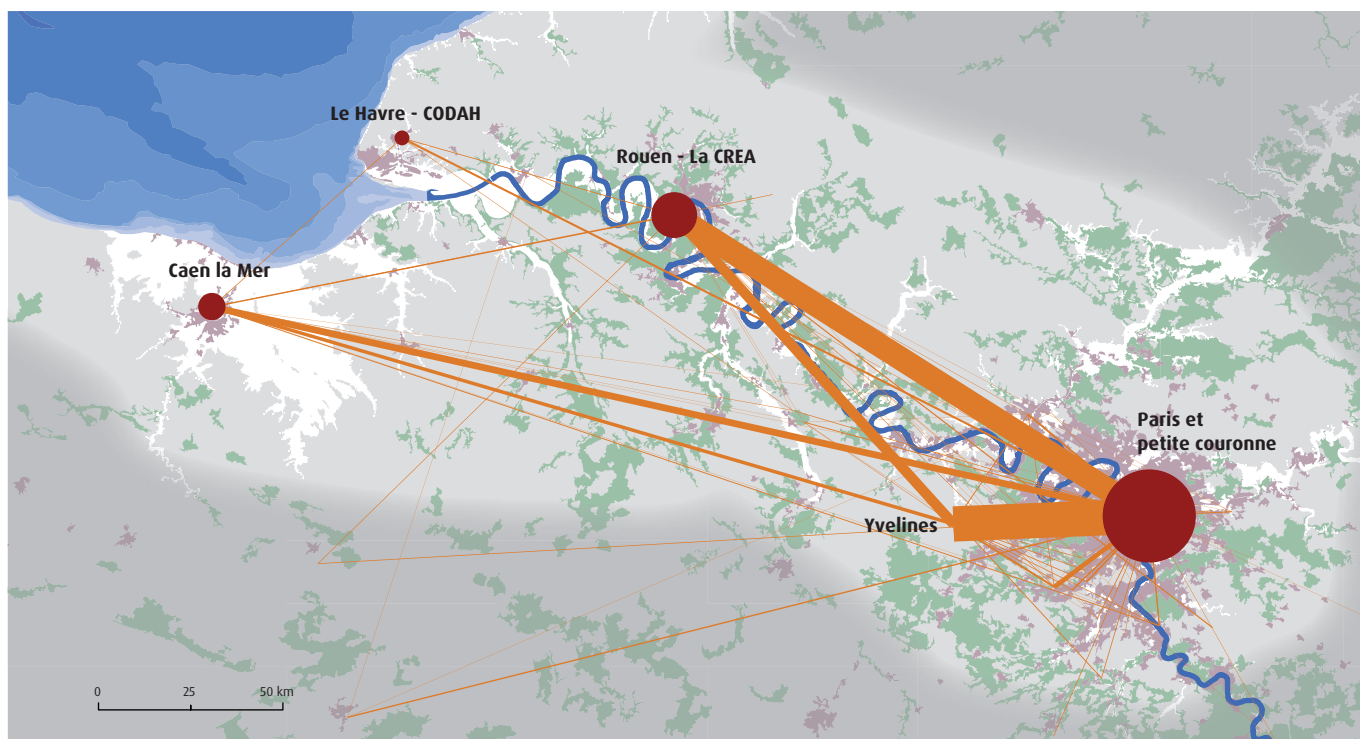 Le Havre - CODAH
Rouen - La CREA
Caen la Mer
Paris et
petite couronne
Yvelines
0 25 50 km